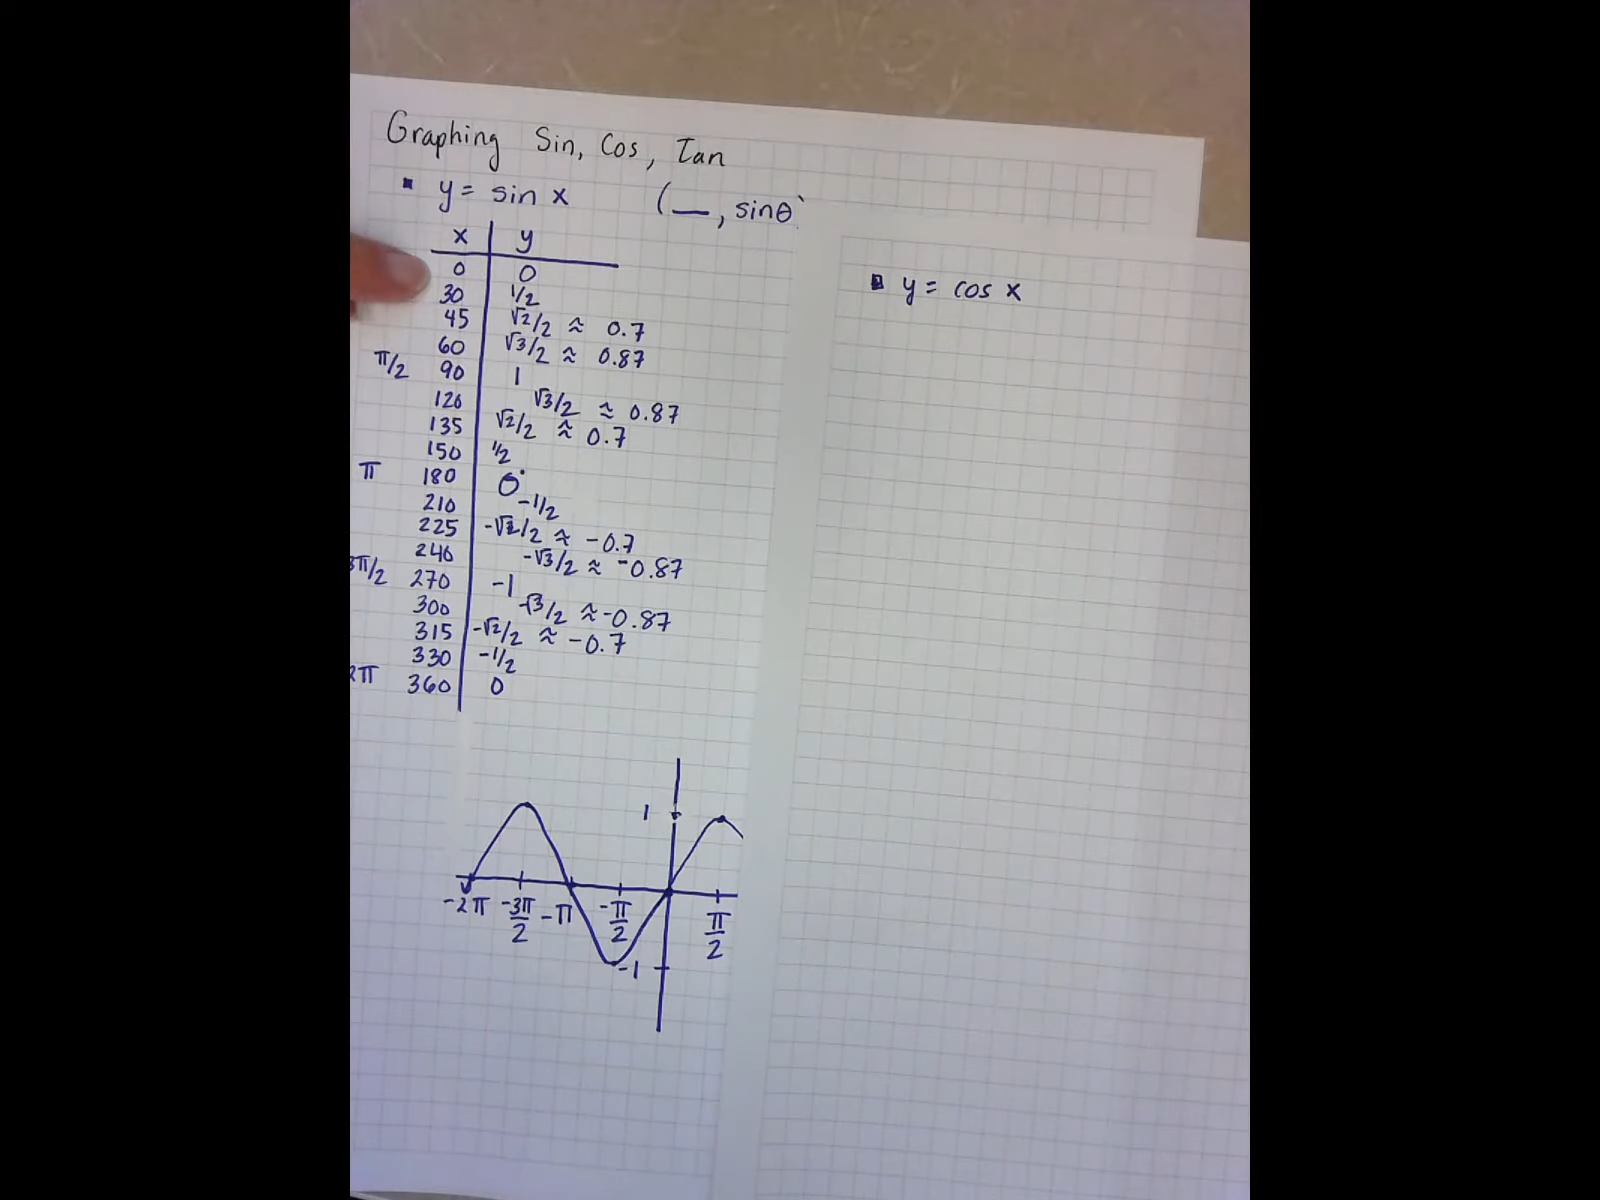 Graphing Sin, Cos, Tan
▪ y = sin x (__, sinθ)
x y
0 0
30 1/2
45 √2/2 ≈ 0.7
60 √3/2 ≈ 0.87
π/2 90 1
120 √3/2 ≈ 0.87
135 √2/2 ≈ 0.7
150 1/2
π 180 0
210 -1/2
225 -√2/2 ≈ -0.7
240 -√3/2 ≈ -0.87
3π/2 270 -1
300 -√3/2 ≈ -0.87
315 -√2/2 ≈ -0.7
330 -1/2
2π 360 0
1
-2π -3π/2 -π -π/2 π/2
-1
▪ y = cos x